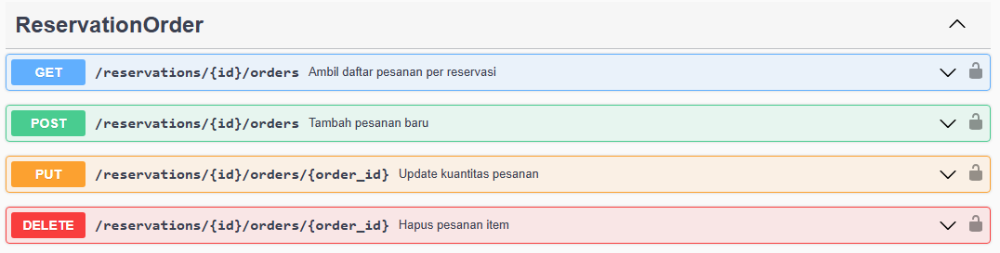 ReservationOrder
GET /reservations/{id}/orders Ambil daftar pesanan per reservasi
POST /reservations/{id}/orders Tambah pesanan baru
PUT /reservations/{id}/orders/{order_id} Update kuantitas pesanan
DELETE /reservations/{id}/orders/{order_id} Hapus pesanan item